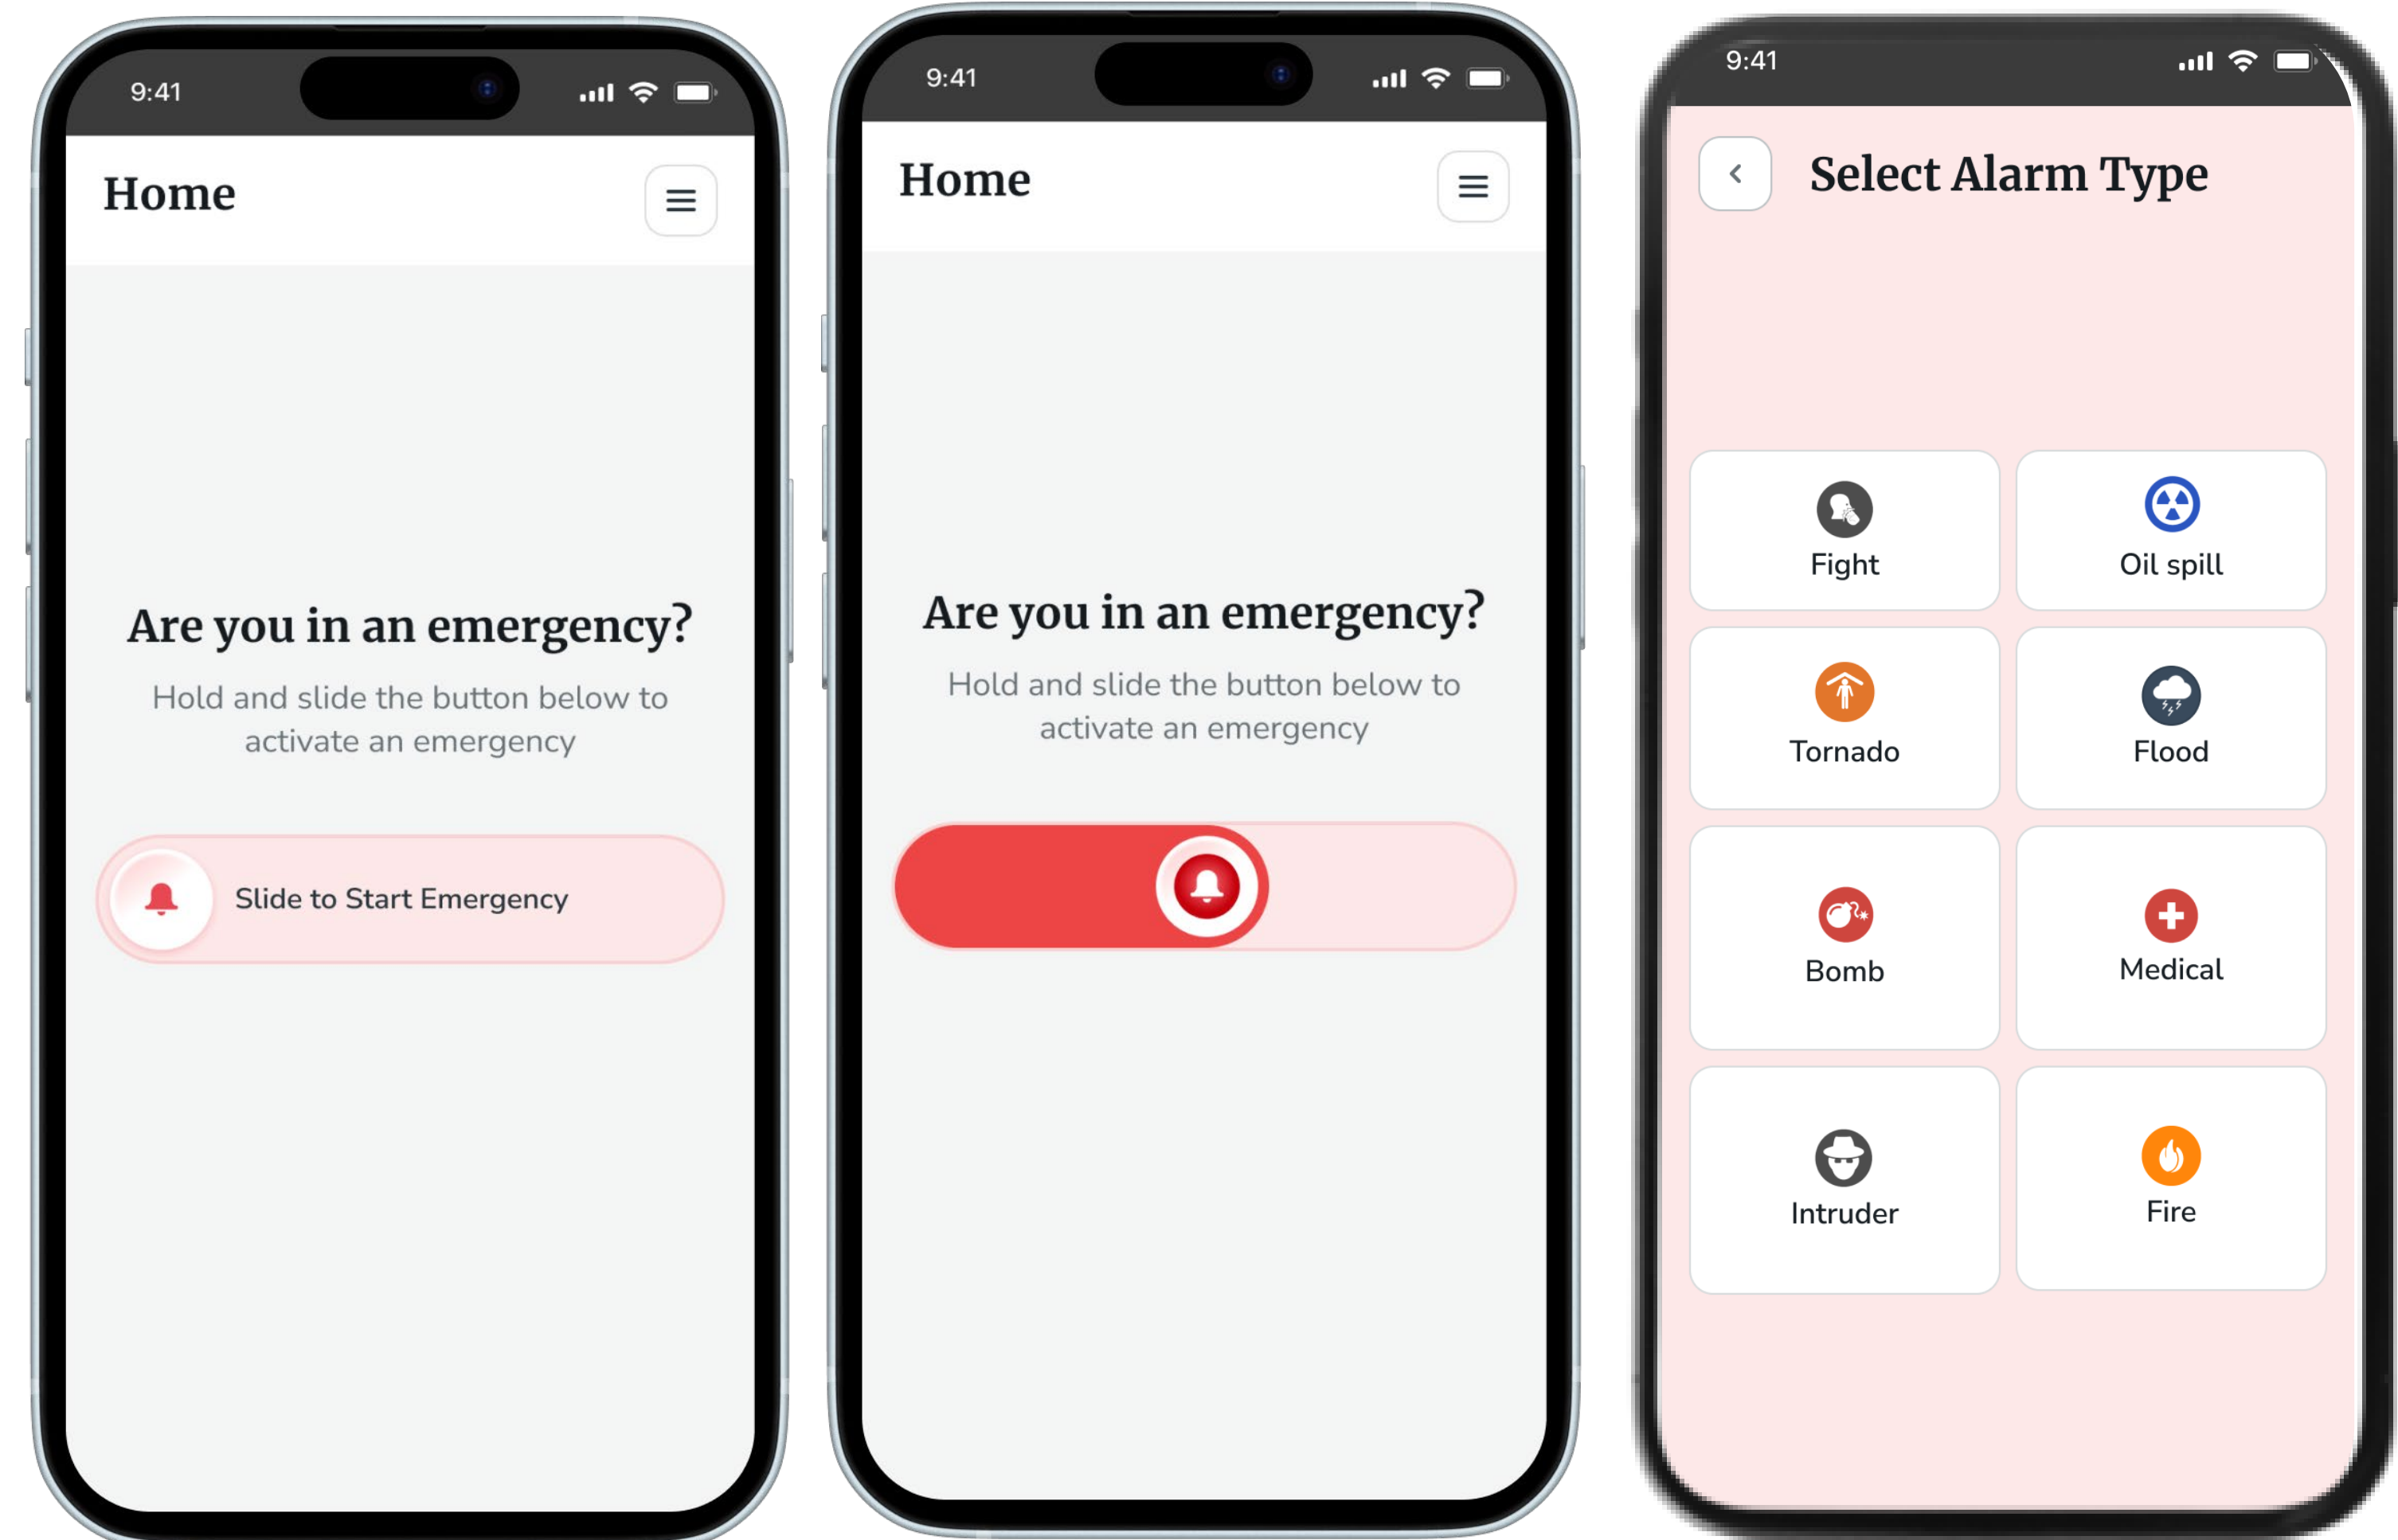 9:41
Home
Are you in an emergency?
Hold and slide the button below to
activate an emergency
Slide to Start Emergency
9:41
Home
Are you in an emergency?
Hold and slide the button below to
activate an emergency
9:41
Select Alarm Type
Fight
Oil spill
Tornado
Flood
Bomb
Medical
Intruder
Fire